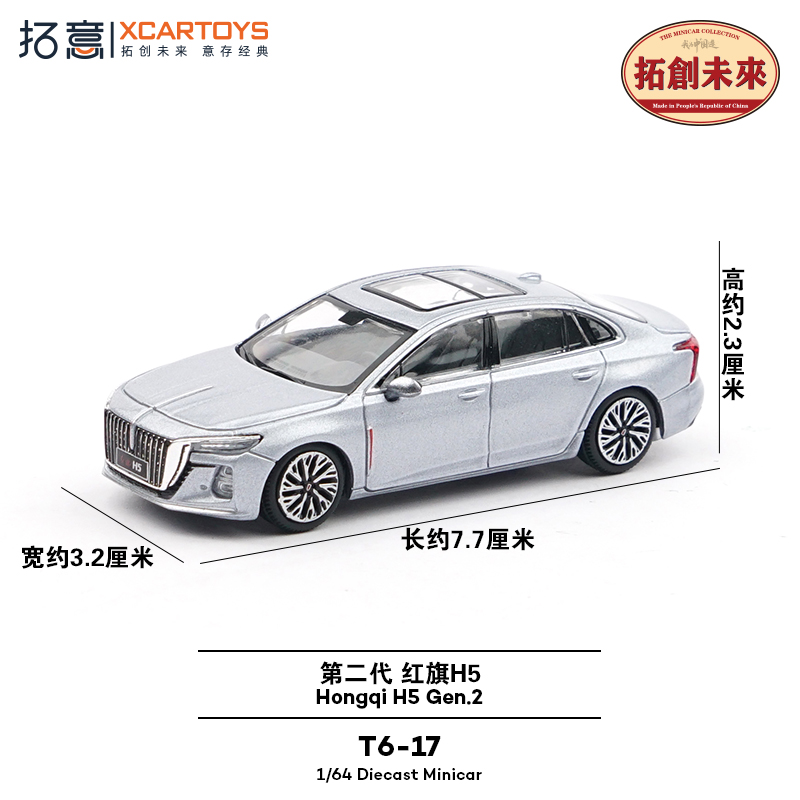 拓意 XCARTOYS
拓创未来 意存经典
THE MINICAR COLLECTION
拓創未來
Made in People's Republic of China
H5
高约2.3厘米
长约7.7厘米
宽约3.2厘米
第二代 红旗H5
Hongqi H5 Gen.2
T6-17
1/64 Diecast Minicar